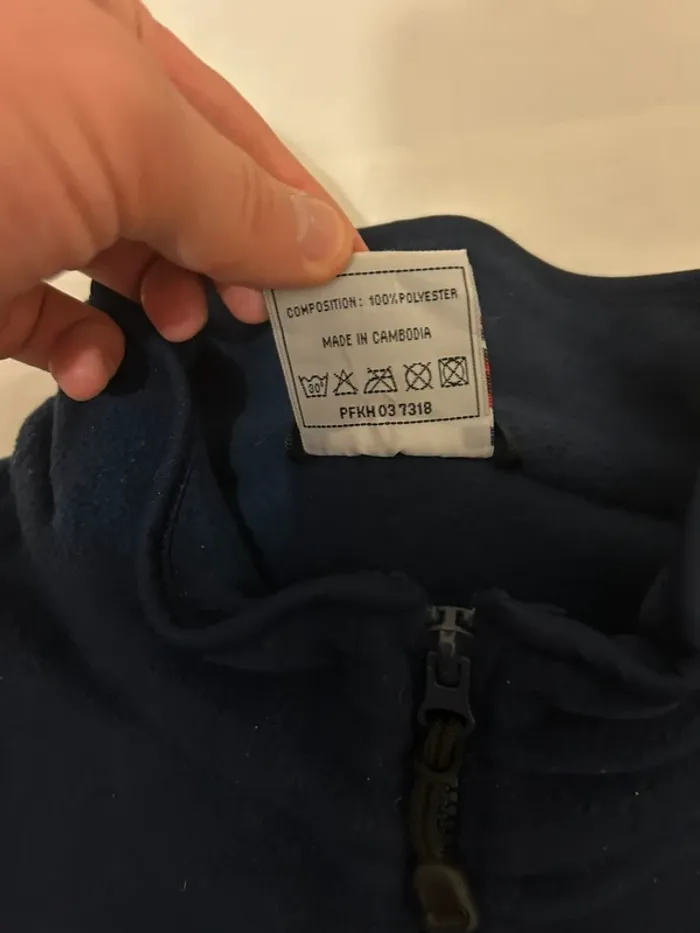 COMPOSITION: 100%POLYESTER
MADE IN CAMBODIA
30°
PFKH 03 7318